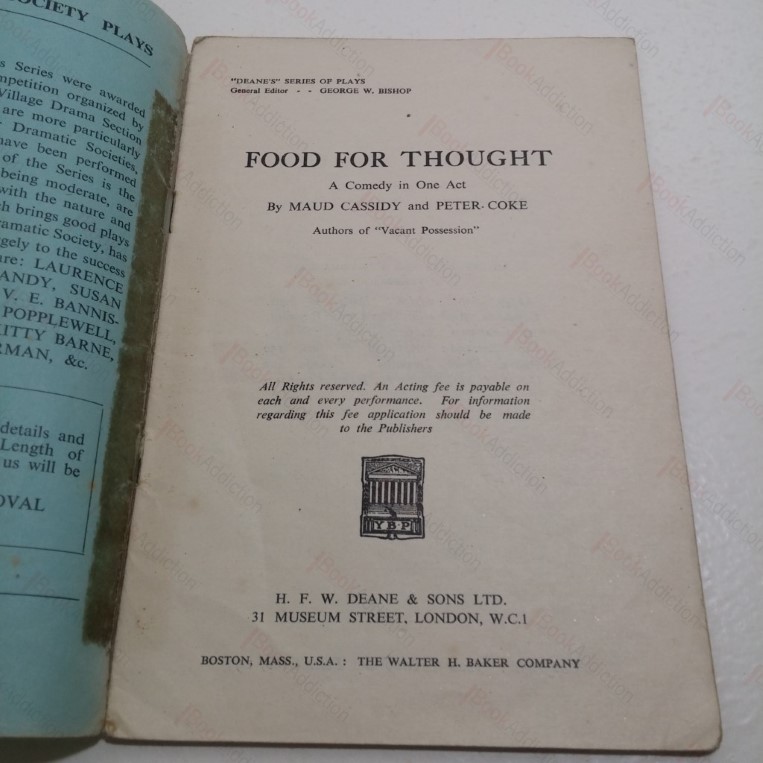 SOCIETY PLAYS
s Series were awarded
ompetition organized by
Village Drama Section
are more particularly
Dramatic Societies,
have been performed
of the Series is the
being moderate, are
with the nature and
ch brings good plays
ramatic Society, has
rgely to the success
are: LAURENCE
ANDY, SUSAN
V. E. BANNIS-
POPPLEWELL,
KITTY BARNE,
RMAN, &c.
details and
Length of
us will be
OVAL
"DEANE'S" SERIES OF PLAYS
General Editor - - GEORGE W. BISHOP
FOOD FOR THOUGHT
A Comedy in One Act
By MAUD CASSIDY and PETER COKE
Authors of "Vacant Possession"
All Rights reserved. An Acting fee is payable on
each and every performance. For information
regarding this fee application should be made
to the Publishers
Y B P
H. F. W. DEANE & SONS LTD.
31 MUSEUM STREET, LONDON, W.C.1
BOSTON, MASS., U.S.A. : THE WALTER H. BAKER COMPANY
BookAddiction